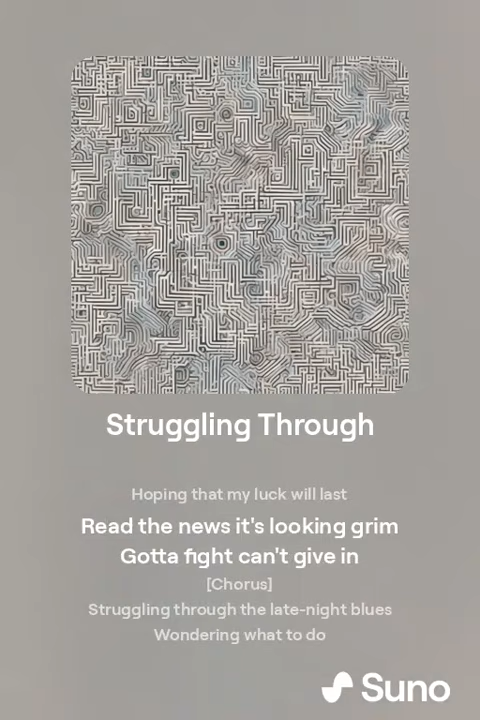 Struggling Through
Hoping that my luck will last
Read the news it's looking grim
Gotta fight can't give in
[Chorus]
Struggling through the late-night blues
Wondering what to do
Suno